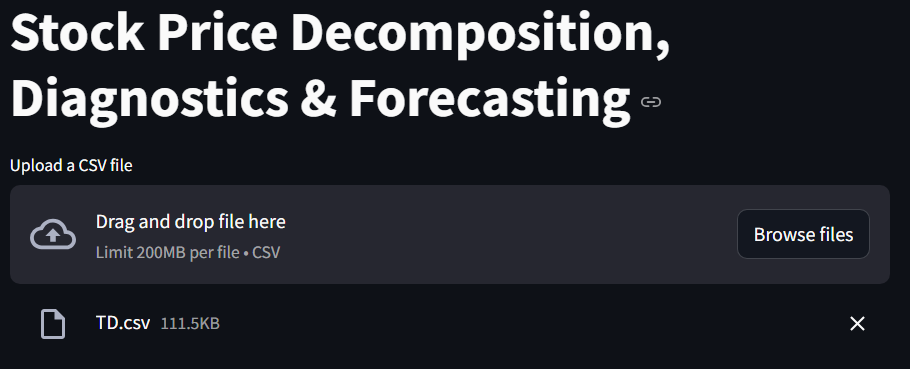 Stock Price Decomposition,
Diagnostics & Forecasting
Upload a CSV file
Drag and drop file here
Limit 200MB per file • CSV
Browse files
TD.csv 111.5KB